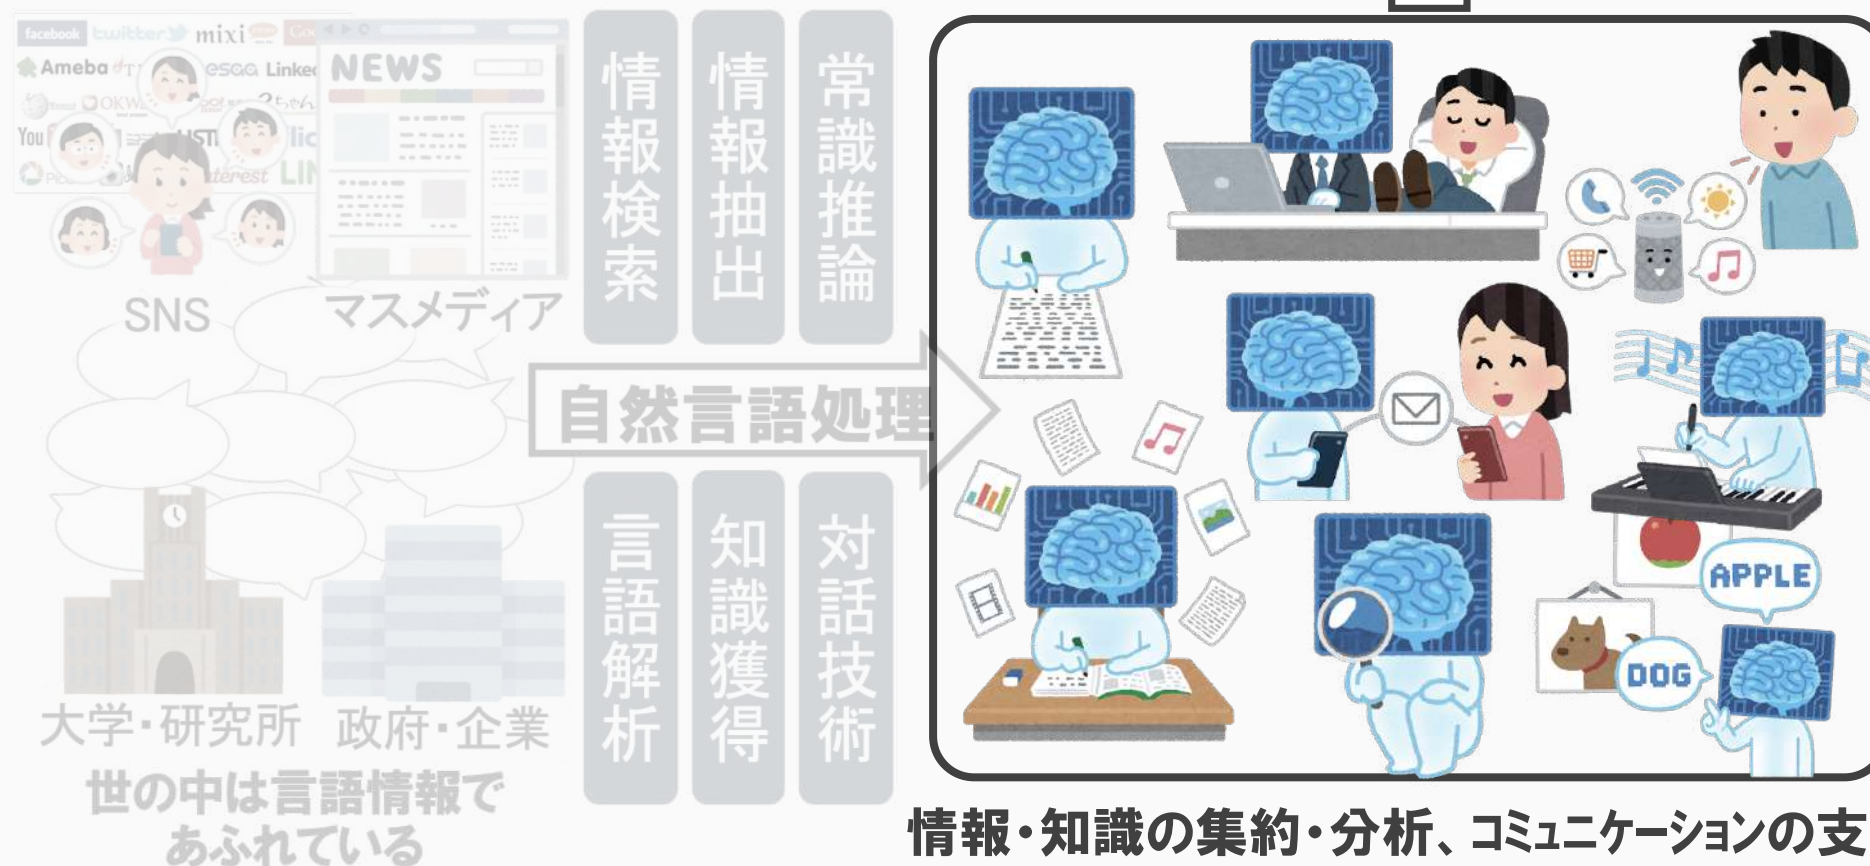 facebook twitter mixi
Ameba
Linked
You
NEWS
SNS
マスメディア
大学・研究所
政府・企業
世の中は言語情報で
あふれている
情報検索
情報抽出
常識推論
自然言語処理
言語解析
知識獲得
対話技術
APPLE
DOG
情報・知識の集約・分析、コミュニケーションの支